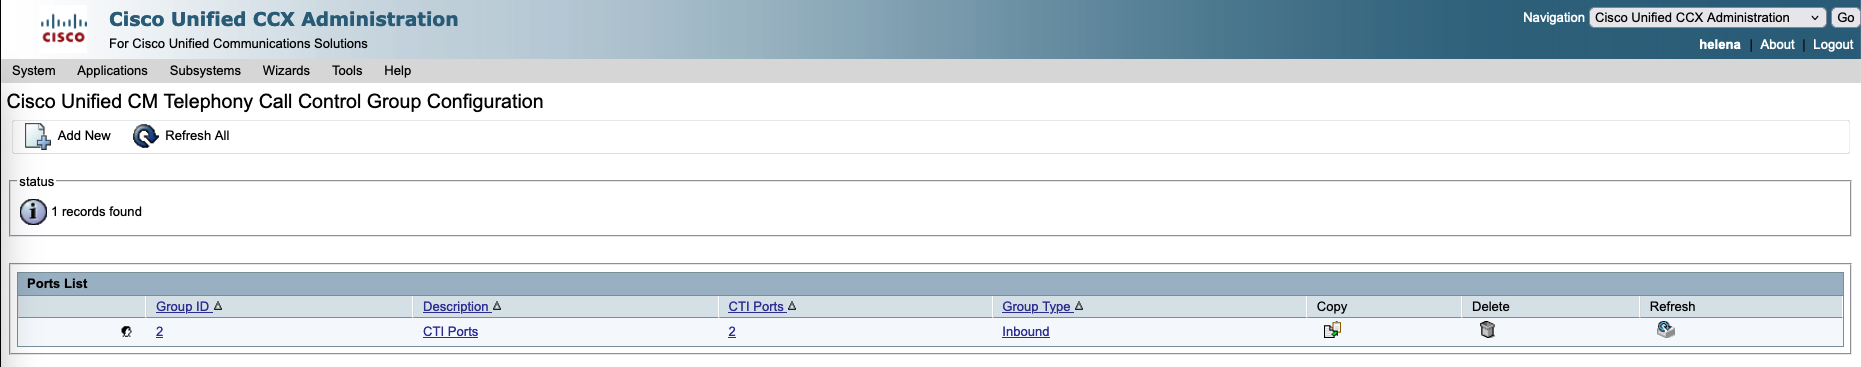 Cisco Unified CCX Administration
For Cisco Unified Communications Solutions
CISCO
Navigation Cisco Unified CCX Administration Go
helena | About | Logout
System Applications Subsystems Wizards Tools Help
Cisco Unified CM Telephony Call Control Group Configuration
Add New Refresh All
status
1 records found
Ports List
Group ID Description CTI Ports Group Type Copy Delete Refresh
2 CTI Ports 2 Inbound